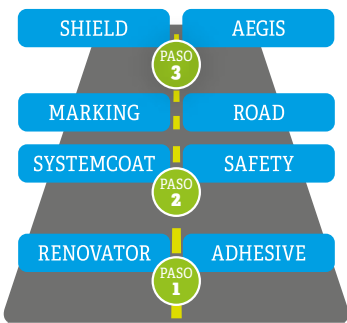 SHIELD AEGIS
PASO
3
MARKING ROAD
SYSTEMCOAT SAFETY
PASO
2
RENOVATOR ADHESIVE
PASO
1